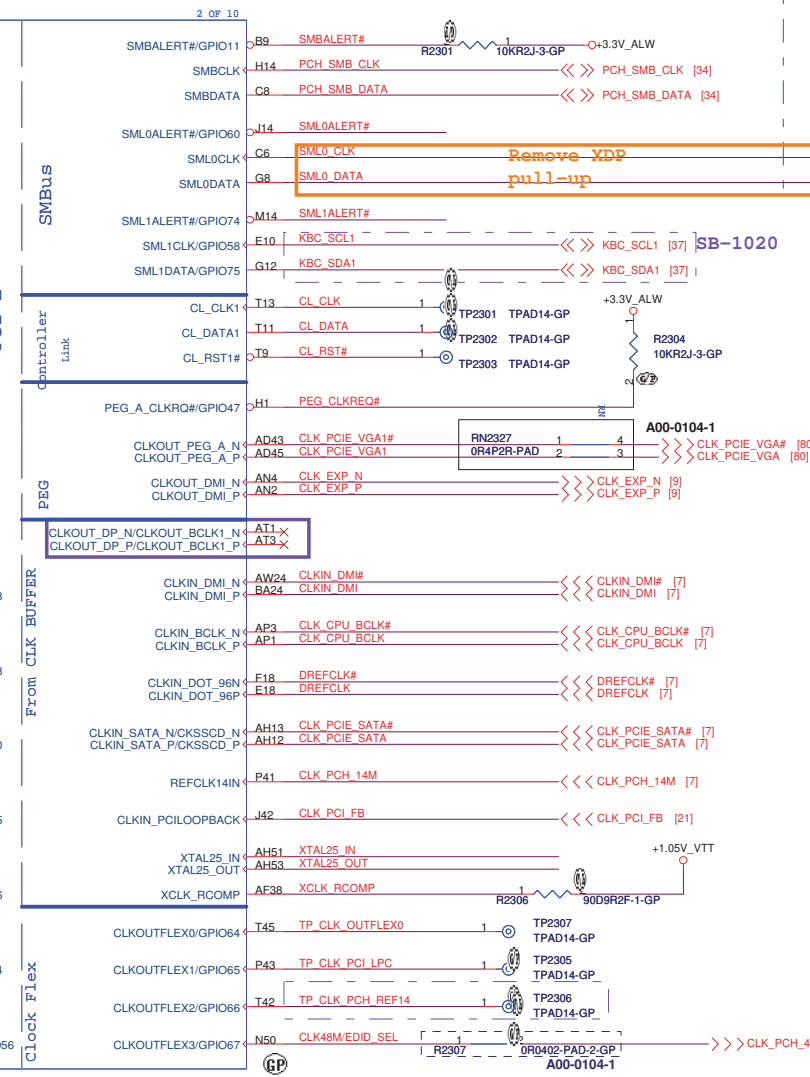 2 OF 10
SMBALERT#/GPIO11 B9 SMBALERT# R2301 1 10KR2J-3-GP +3.3V_ALW
SMBCLK H14 PCH_SMB_CLK PCH_SMB_CLK [34]
SMBDATA C8 PCH_SMB_DATA PCH_SMB_DATA [34]
SML0ALERT#/GPIO60 J14 SML0ALERT#
SML0CLK C6 SML0_CLK Remove XDP
SML0DATA G8 SML0_DATA pull-up
SMBus
SML1ALERT#/GPIO74 M14 SML1ALERT#
SML1CLK/GPIO58 E10 KBC_SCL1 KBC_SCL1 [37] SB-1020
SML1DATA/GPIO75 G12 KBC_SDA1 KBC_SDA1 [37]
Controller
Link
CL_CLK1 T13 CL_CLK 1 TP2301 TPAD14-GP
CL_DATA1 T11 CL_DATA 1 TP2302 TPAD14-GP
CL_RST1# T9 CL_RST# 1 TP2303 TPAD14-GP
+3.3V_ALW
1
R2304
10KR2J-3-GP
2
PEG_A_CLKRQ#/GPIO47 H1 PEG_CLKREQ#
A00-0104-1
CLKOUT_PEG_A_N AD43 CLK_PCIE_VGA1# RN2327 1 4 CLK_PCIE_VGA# [80
CLKOUT_PEG_A_P AD45 CLK_PCIE_VGA1 0R4P2R-PAD 2 3 CLK_PCIE_VGA [80]
PEG
CLKOUT_DMI_N AN4 CLK_EXP_N CLK_EXP_N [9]
CLKOUT_DMI_P AN2 CLK_EXP_P CLK_EXP_P [9]
CLKOUT_DP_N/CLKOUT_BCLK1_N AT1
CLKOUT_DP_P/CLKOUT_BCLK1_P AT3
From CLK BUFFER
CLKIN_DMI_N AW24 CLKIN_DMI# CLKIN_DMI# [7]
CLKIN_DMI_P BA24 CLKIN_DMI CLKIN_DMI [7]
CLKIN_BCLK_N AP3 CLK_CPU_BCLK# CLK_CPU_BCLK# [7]
CLKIN_BCLK_P AP1 CLK_CPU_BCLK CLK_CPU_BCLK [7]
CLKIN_DOT_96N F18 DREFCLK# DREFCLK# [7]
CLKIN_DOT_96P E18 DREFCLK DREFCLK [7]
CLKIN_SATA_N/CKSSCD_N AH13 CLK_PCIE_SATA# CLK_PCIE_SATA# [7]
CLKIN_SATA_P/CKSSCD_P AH12 CLK_PCIE_SATA CLK_PCIE_SATA [7]
REFCLK14IN P41 CLK_PCH_14M CLK_PCH_14M [7]
CLKIN_PCILOOPBACK J42 CLK_PCI_FB CLK_PCI_FB [21]
XTAL25_IN AH51 XTAL25_IN
XTAL25_OUT AH53 XTAL25_OUT
+1.05V_VTT
XCLK_RCOMP AF38 XCLK_RCOMP R2306 1 90D9R2F-1-GP
Clock Flex
CLKOUTFLEX0/GPIO64 T45 TP_CLK_OUTFLEX0 1 TP2307
TPAD14-GP
CLKOUTFLEX1/GPIO65 P43 TP_CLK_PCI_LPC 1 TP2305
TPAD14-GP
CLKOUTFLEX2/GPIO66 T42 TP_CLK_PCH_REF14 1 TP2306
TPAD14-GP
056
CLKOUTFLEX3/GPIO67 N50 CLK48M/EDID_SEL R2307 1 0R0402-PAD-2-GP CLK_PCH_4
GP
A00-0104-1